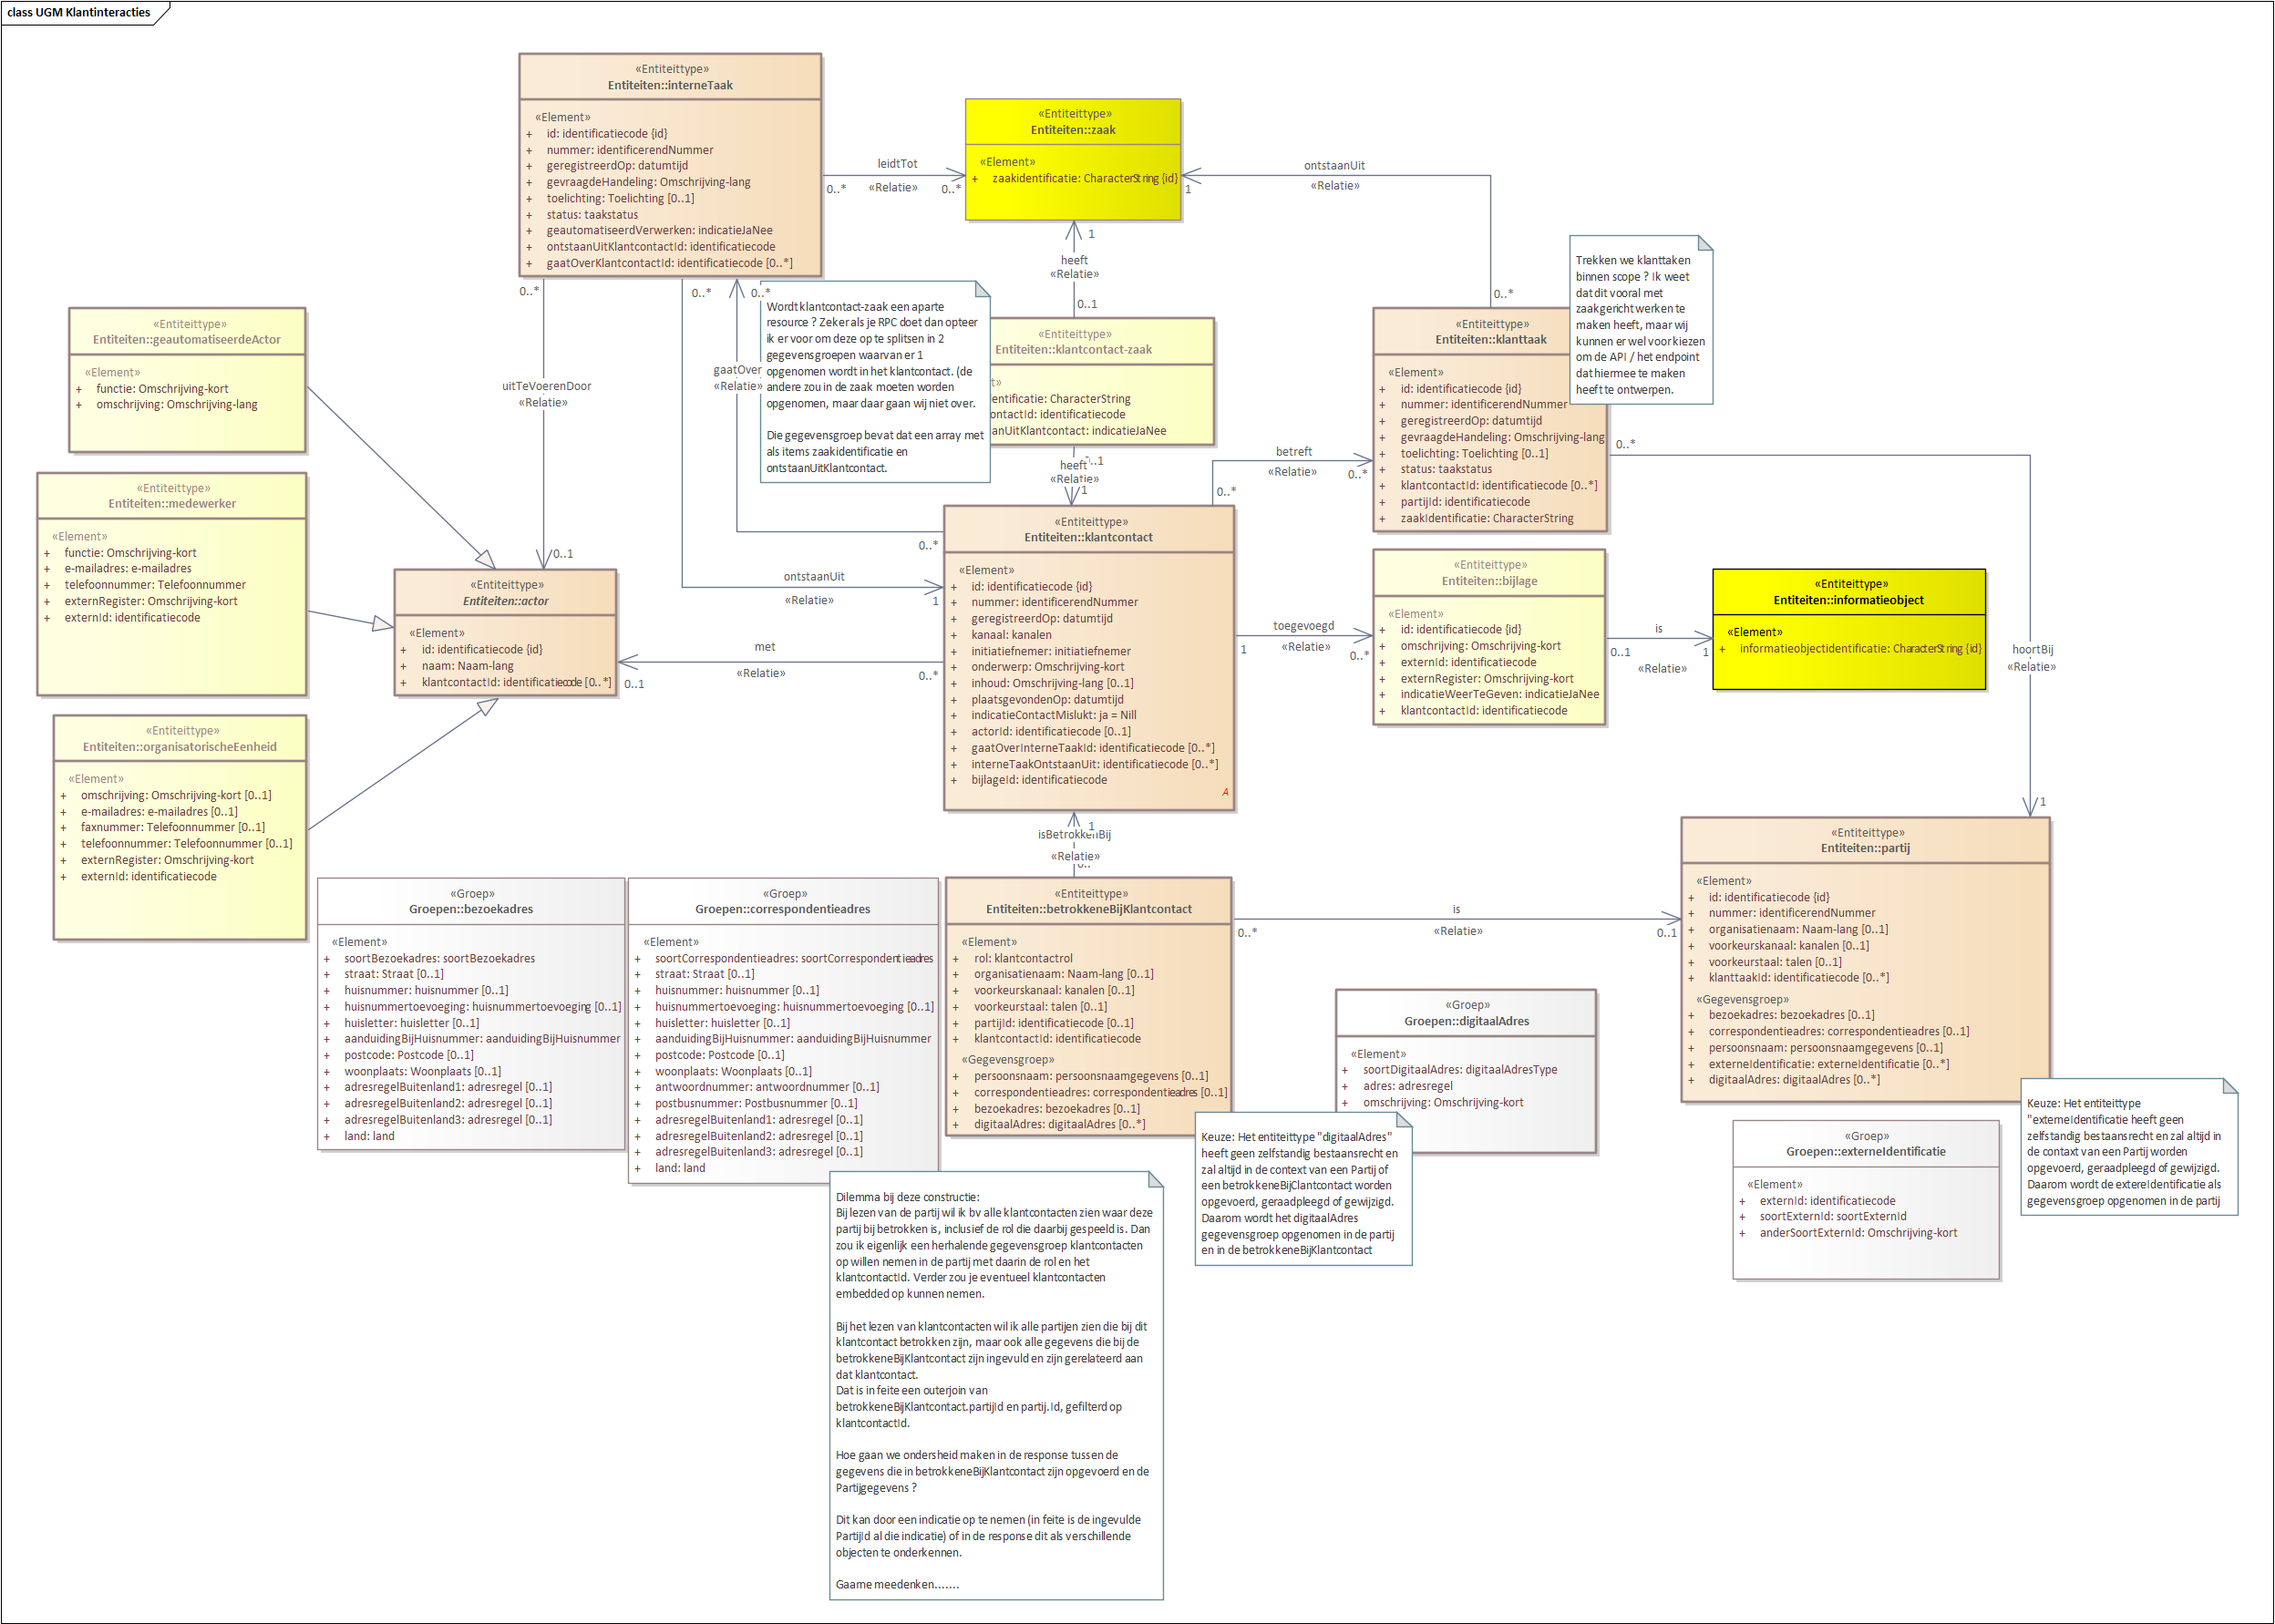 class UGM Klantinteracties
«Entiteittype»
Entiteiten::interneTaak
«Element»
+ id: identificatiecode {id}
+ nummer: identificerendNummer
+ geregistreerdOp: datumtijd
+ gevraagdeHandeling: Omschrijving-lang
+ toelichting: Toelichting [0..1]
+ status: taakstatus
+ geautomatiseerdVerwerken: indicatieJaNee
+ ontstaanUitKlantcontactId: identificatiecode
+ gaatOverKlantcontactId: identificatiecode [0..*]
leidtTot
0..* «Relatie» 0..*
«Entiteittype»
Entiteiten::zaak
«Element»
+ zaakidentificatie: CharacterString {id}
ontstaanUit
1 «Relatie»
0..*
1
heeft
«Relatie»
0..1
«Entiteittype»
Entiteiten::klantcontact-zaak
t»
entificatie: CharacterString
ontactId: identificatiecode
anUitKlantcontact: indicatieJaNee
Wordt klantcontact-zaak een aparte
resource ? Zeker als je RPC doet dan opteer
ik er voor om deze op te splitsen in 2
gegevensgroepen waarvan er 1
opgenomen wordt in het klantcontact. (de
andere zou in de zaak moeten worden
opgenomen, maar daar gaan wij niet over.
Die gegevensgroep bevat dat een array met
als items zaakidentificatie en
ontstaanUitKlantcontact.
Trekken we klanttaken
binnen scope ? Ik weet
dat dit vooral met
zaakgericht werken te
maken heeft, maar wij
kunnen er wel voor kiezen
om de API / het endpoint
dat hiermee te maken
heeft te ontwerpen.
«Entiteittype»
Entiteiten::klanttaak
«Element»
+ id: identificatiecode {id}
+ nummer: identificerendNummer
+ geregistreerdOp: datumtijd
+ gevraagdeHandeling: Omschrijving-lang
+ toelichting: Toelichting [0..1]
+ status: taakstatus
+ klantcontactId: identificatiecode [0..*]
+ partijId: identificatiecode
+ zaakIdentificatie: CharacterString
«Entiteittype»
Entiteiten::geautomatiseerdeActor
«Element»
+ functie: Omschrijving-kort
+ omschrijving: Omschrijving-lang
0..*
uitTeVoerenDoor
«Relatie»
0..1
0..*
0..*
gaatOver
«Relatie»
0..*
ontstaanUit
«Relatie» 1
..1
heeft
«Relatie»
1
betreft
0..* «Relatie» 0..*
«Entiteittype»
Entiteiten::medewerker
«Element»
+ functie: Omschrijving-kort
+ e-mailadres: e-mailadres
+ telefoonnummer: Telefoonnummer
+ externRegister: Omschrijving-kort
+ externId: identificatiecode
«Entiteittype»
Entiteiten::actor
«Element»
+ id: identificatiecode {id}
+ naam: Naam-lang
+ klantcontactId: identificatiecode [0..*]
met
0..1 «Relatie» 0..*
«Entiteittype»
Entiteiten::klantcontact
«Element»
+ id: identificatiecode {id}
+ nummer: identificerendNummer
+ geregistreerdOp: datumtijd
+ kanaal: kanalen
+ initiatiefnemer: initiatiefnemer
+ onderwerp: Omschrijving-kort
+ inhoud: Omschrijving-lang [0..1]
+ plaatsgevondenOp: datumtijd
+ indicatieContactMislukt: ja = Nill
+ actorId: identificatiecode [0..1]
+ gaatOverInterneTaakId: identificatiecode [0..*]
+ interneTaakOntstaanUit: identificatiecode [0..*]
+ bijlageId: identificatiecode
A
toegevoegd
1 «Relatie» 0..*
«Entiteittype»
Entiteiten::bijlage
«Element»
+ id: identificatiecode {id}
+ omschrijving: Omschrijving-kort
+ externId: identificatiecode
+ externRegister: Omschrijving-kort
+ indicatieWeerTeGeven: indicatieJaNee
+ klantcontactId: identificatiecode
is
0..1 «Relatie» 1
«Entiteittype»
Entiteiten::informatieobject
«Element»
+ informatieobjectidentificatie: CharacterString {id}
0..*
hoortBij
«Relatie»
1
«Entiteittype»
Entiteiten::organisatorischeEenheid
«Element»
+ omschrijving: Omschrijving-kort [0..1]
+ e-mailadres: e-mailadres [0..1]
+ faxnummer: Telefoonnummer [0..1]
+ telefoonnummer: Telefoonnummer [0..1]
+ externRegister: Omschrijving-kort
+ externId: identificatiecode
«Groep»
Groepen::bezoekadres
«Element»
+ soortBezoekadres: soortBezoekadres
+ straat: Straat [0..1]
+ huisnummer: huisnummer [0..1]
+ huisnummertoevoeging: huisnummertoevoeging [0..1]
+ huisletter: huisletter [0..1]
+ aanduidingBijHuisnummer: aanduidingBijHuisnummer
+ postcode: Postcode [0..1]
+ woonplaats: Woonplaats [0..1]
+ adresregelBuitenland1: adresregel [0..1]
+ adresregelBuitenland2: adresregel [0..1]
+ adresregelBuitenland3: adresregel [0..1]
+ land: land
«Groep»
Groepen::correspondentieadres
«Element»
+ soortCorrespondentieadres: soortCorrespondentieadres
+ straat: Straat [0..1]
+ huisnummer: huisnummer [0..1]
+ huisnummertoevoeging: huisnummertoevoeging [0..1]
+ huisletter: huisletter [0..1]
+ aanduidingBijHuisnummer: aanduidingBijHuisnummer
+ postcode: Postcode [0..1]
+ woonplaats: Woonplaats [0..1]
+ antwoordnummer: antwoordnummer [0..1]
+ postbusnummer: Postbusnummer [0..1]
+ adresregelBuitenland1: adresregel [0..1]
+ adresregelBuitenland2: adresregel [0..1]
+ adresregelBuitenland3: adresregel [0..1]
+ land: land
1
isBetrokkenBij
«Relatie»
«Entiteittype»
Entiteiten::betrokkeneBijKlantcontact
«Element»
+ rol: klantcontactrol
+ organisatienaam: Naam-lang [0..1]
+ voorkeurskanaal: kanalen [0..1]
+ voorkeurstaal: talen [0..1]
+ partijId: identificatiecode [0..1]
+ klantcontactId: identificatiecode
«Gegevensgroep»
+ persoonsnaam: persoonsnaamgegevens [0..1]
+ correspondentieadres: correspondentieadres [0..1]
+ bezoekadres: bezoekadres [0..1]
+ digitaalAdres: digitaalAdres [0..*]
is
0..* «Relatie» 0..1
«Entiteittype»
Entiteiten::partij
«Element»
+ id: identificatiecode {id}
+ nummer: identificerendNummer
+ organisatienaam: Naam-lang [0..1]
+ voorkeurskanaal: kanalen [0..1]
+ voorkeurstaal: talen [0..1]
+ klanttaakId: identificatiecode [0..*]
«Gegevensgroep»
+ bezoekadres: bezoekadres [0..1]
+ correspondentieadres: correspondentieadres [0..1]
+ persoonsnaam: persoonsnaamgegevens [0..1]
+ externeIdentificatie: externeIdentificatie [0..*]
+ digitaalAdres: digitaalAdres [0..*]
«Groep»
Groepen::digitaalAdres
«Element»
+ soortDigitaalAdres: digitaalAdresType
+ adres: adresregel
+ omschrijving: Omschrijving-kort
Keuze: Het entiteittype "digitaalAdres"
heeft geen zelfstandig bestaansrecht en
zal altijd in de context van een Partij of
een betrokkeneBijClantcontact worden
opgevoerd, geraadpleegd of gewijzigd.
Daarom wordt het digitaalAdres
gegevensgroep opgenomen in de partij
en in de betrokkeneBijKlantcontact
Keuze: Het entiteittype
"externeIdentificatie heeft geen
zelfstandig bestaansrecht en zal altijd in
de contaxt van een Partij worden
opgevoerd, geraadpleegd of gewijzigd.
Daarom wordt de extereIdentificatie als
gegevensgroep opgenomen in de partij
«Groep»
Groepen::externeIdentificatie
«Element»
+ externId: identificatiecode
+ soortExternId: soortExternId
+ anderSoortExternId: Omschrijving-kort
Dilemma bij deze constructie:
Bij lezen van de partij wil ik bv alle klantcontacten zien waar deze
partij bij betrokken is, inclusief de rol die daarbij gespeeld is. Dan
zou ik eigenlijk een herhalende gegevensgroep klantcontacten
op willen nemen in de partij met daarin de rol en het
klantcontactId. Verder zou je eventueel klantcontacten
embedded op kunnen nemen.
Bij het lezen van klantcontacten wil ik alle partijen zien die bij dit
klantcontact betrokken zijn, maar ook alle gegevens die bij de
betrokkeneBijKlantcontact zijn ingevuld en zijn gerelateerd aan
dat klantcontact.
Dat is in feite een outerjoin van
betrokkeneBijKlantcontact.partijId en partij.Id, gefilterd op
klantcontactId.
Hoe gaan we ondersheid maken in de response tussen de
gegevens die in betrokkeneBijKlantcontact zijn opgevoerd en de
Partijgegevens ?
Dit kan door een indicatie op te nemen (in feite is de ingevulde
PartijId al die indicatie) of in de response dit als verschillende
objecten te onderkennen.
Gaarne meedenken.......